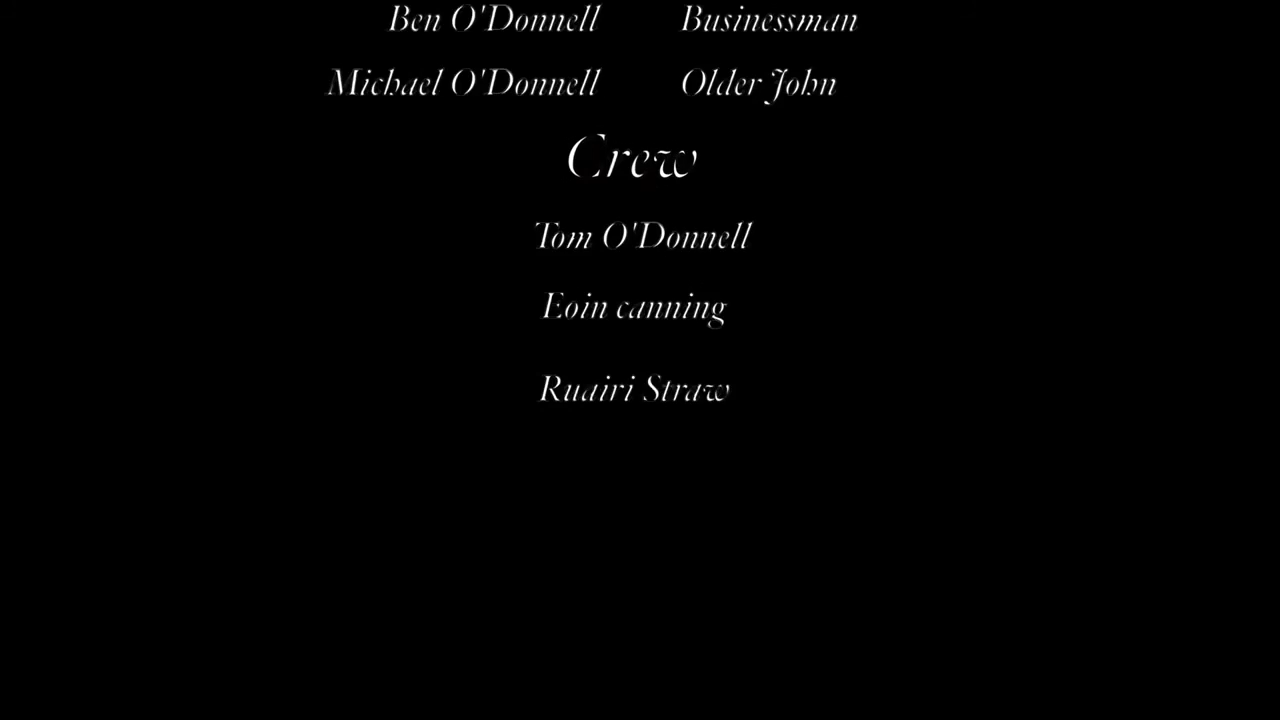 Ben O'Donnell Businessman
Michael O'Donnell Older John
Crew
Tom O'Donnell
Eoin canning
Ruairi Straw